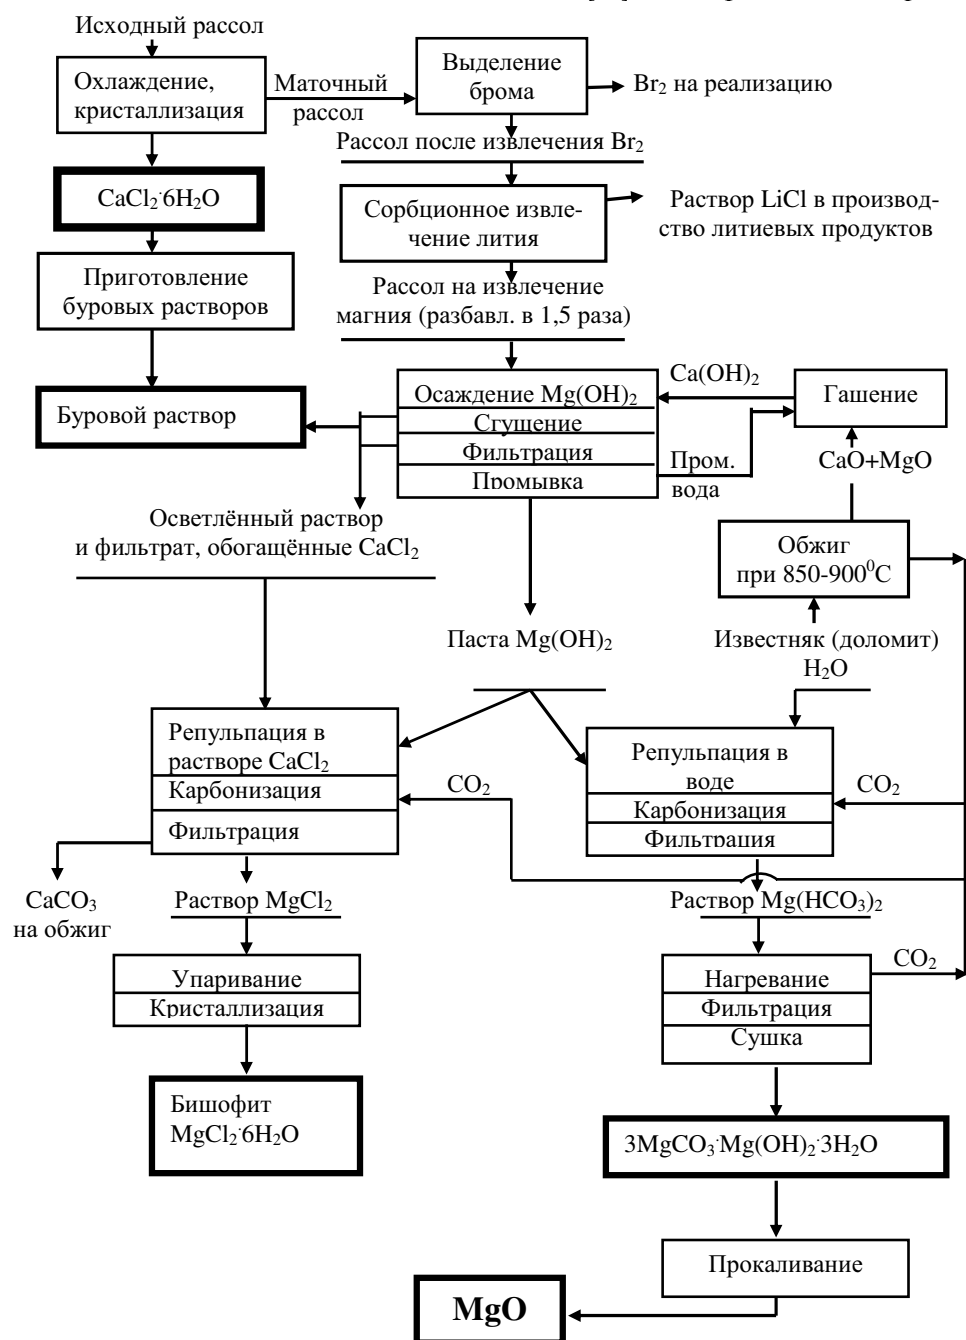 Исходный рассол
Охлаждение,
кристаллизация
Маточный
рассол
Выделение
брома
Br₂ на реализацию
Рассол после извлечения Br₂
CaCl₂·6H₂O
Сорбционное извле-
чение лития
Раствор LiCl в производ-
ство литиевых продуктов
Приготовление
буровых растворов
Рассол на извлечение
магния (разбавл. в 1,5 раза)
Буровой раствор
Осаждение Mg(OH)₂
Сгущение
Фильтрация
Промывка
Ca(OH)₂
Гашение
Пром.
вода
CaO+MgO
Осветлённый раствор
и фильтрат, обогащённые CaCl₂
Обжиг
при 850-900⁰С
Паста Mg(OH)₂
Известняк (доломит)
H₂O
Репульпация в
растворе CaCl₂
Карбонизация
Фильтрация
CO₂
Репульпация в
воде
Карбонизация
Фильтрация
CO₂
CaCO₃
на обжиг
Раствор MgCl₂
Раствор Mg(HCO₃)₂
Упаривание
Кристаллизация
Нагревание
Фильтрация
Сушка
CO₂
Бишофит
MgCl₂·6H₂O
3MgCO₃·Mg(OH)₂·3H₂O
Прокаливание
MgO